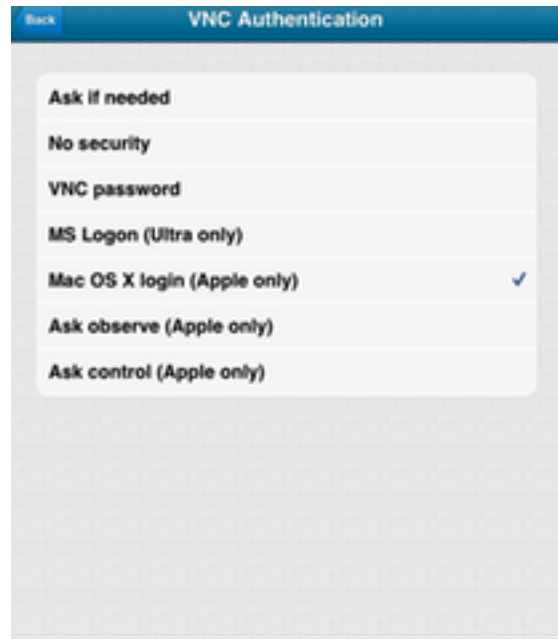 Back
VNC Authentication
Ask if needed
No security
VNC password
MS Logon (Ultra only)
Mac OS X login (Apple only)
Ask observe (Apple only)
Ask control (Apple only)